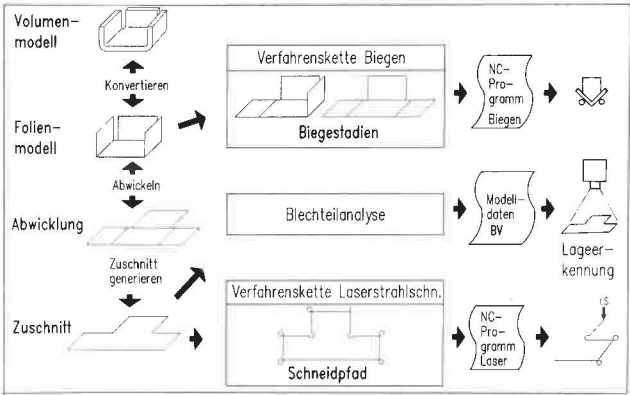 Volumen-
modell
Konvertieren
Folien-
modell
Abwickeln
Abwicklung
Zuschnitt
generieren
Zuschnitt
Verfahrenskette Biegen
Biegestadien
NC-
Pro-
gramm
Biegen
Blechteilanalyse
Modell-
daten
BV
Lageer-
kennung
Verfahrenskette Laserstrahlschn.
Schneidpfad
NC-
Pro-
gramm
Laser
LS